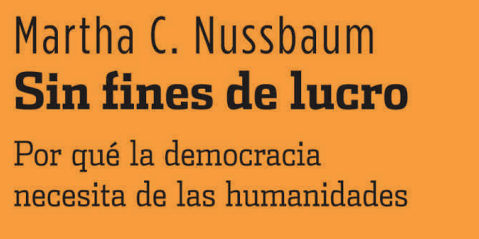 Martha C. Nussbaum
Sin fines de lucro
Por qué la democracia
necesita de las humanidades